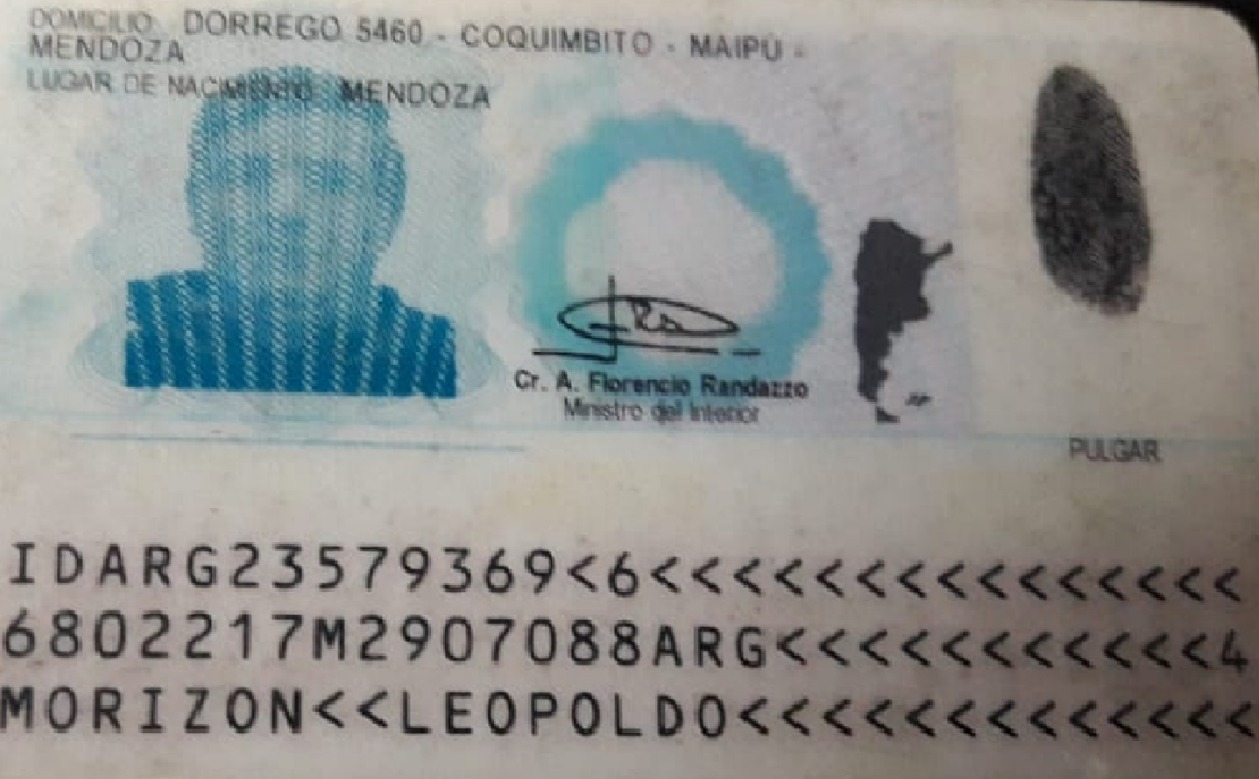 DOMICILIO: DORREGO 5460 - COQUIMBITO - MAIPÚ -
MENDOZA
LUGAR DE NACIMIENTO: MENDOZA
Cr. A. Florencio Randazzo
Ministro del Interior
PULGAR
IDARG23579369<6<<<<<<<<<<<<<<<
6802217M2907088ARG<<<<<<<<<<<4
MORIZON<<LEOPOLDO<<<<<<<<<<<<<